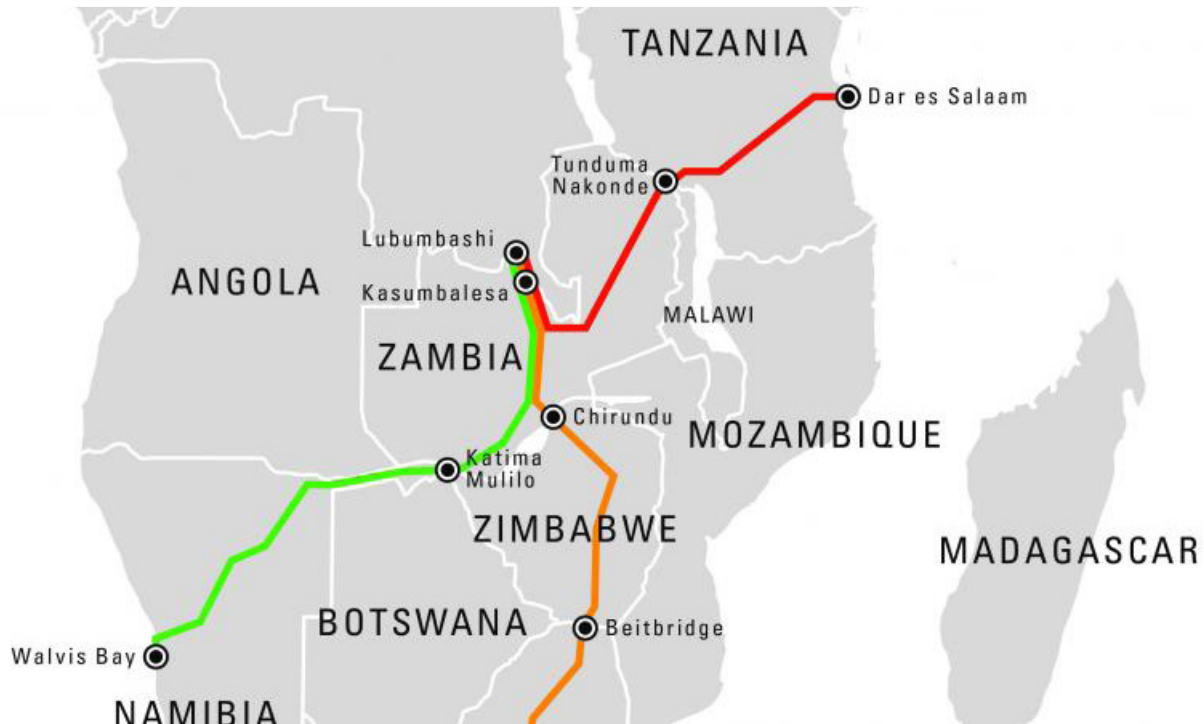 TANZANIA
Dar es Salaam
Tunduma
Nakonde
Lubumbashi
ANGOLA
Kasumbalesa
MALAWI
ZAMBIA
Chirundu
MOZAMBIQUE
Katima
Mulilo
ZIMBABWE
MADAGASCAR
BOTSWANA
Beitbridge
Walvis Bay
NAMIBIA